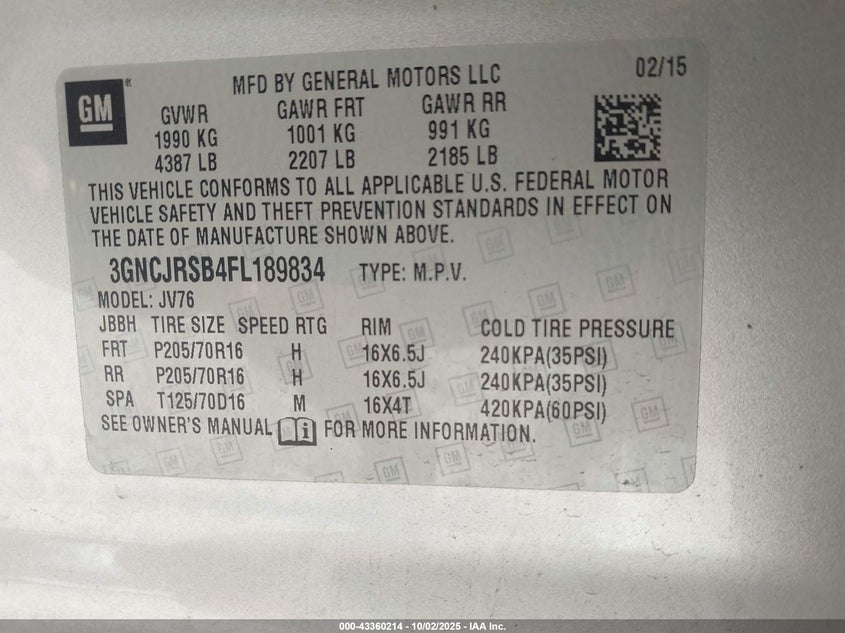 GM ®
MFD BY GENERAL MOTORS LLC 02/15
GVWR GAWR FRT GAWR RR
1990 KG 1001 KG 991 KG
4387 LB 2207 LB 2185 LB
THIS VEHICLE CONFORMS TO ALL APPLICABLE U.S. FEDERAL MOTOR
VEHICLE SAFETY AND THEFT PREVENTION STANDARDS IN EFFECT ON
THE DATE OF MANUFACTURE SHOWN ABOVE.
3GNCJRSB4FL189834 TYPE: M.P.V.
MODEL: JV76
JBBH TIRE SIZE SPEED RTG RIM COLD TIRE PRESSURE
FRT P205/70R16 H 16X6.5J 240KPA(35PSI)
RR P205/70R16 H 16X6.5J 240KPA(35PSI)
SPA T125/70D16 M 16X4T 420KPA(60PSI)
SEE OWNER'S MANUAL i FOR MORE INFORMATION.
000-43360214 - 10/02/2025 - IAA Inc.